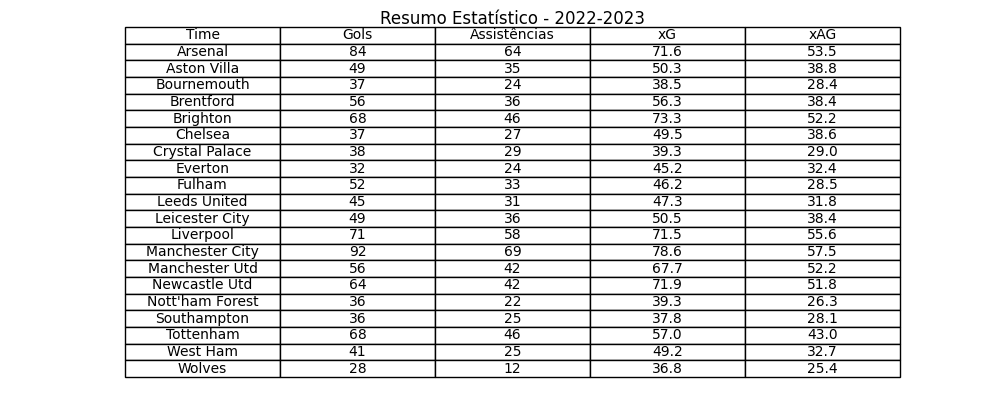 Resumo Estatístico - 2022-2023
Time Gols Assistências xG xAG
Arsenal 84 64 71.6 53.5
Aston Villa 49 35 50.3 38.8
Bournemouth 37 24 38.5 28.4
Brentford 56 36 56.3 38.4
Brighton 68 46 73.3 52.2
Chelsea 37 27 49.5 38.6
Crystal Palace 38 29 39.3 29.0
Everton 32 24 45.2 32.4
Fulham 52 33 46.2 28.5
Leeds United 45 31 47.3 31.8
Leicester City 49 36 50.5 38.4
Liverpool 71 58 71.5 55.6
Manchester City 92 69 78.6 57.5
Manchester Utd 56 42 67.7 52.2
Newcastle Utd 64 42 71.9 51.8
Nott'ham Forest 36 22 39.3 26.3
Southampton 36 25 37.8 28.1
Tottenham 68 46 57.0 43.0
West Ham 41 25 49.2 32.7
Wolves 28 12 36.8 25.4